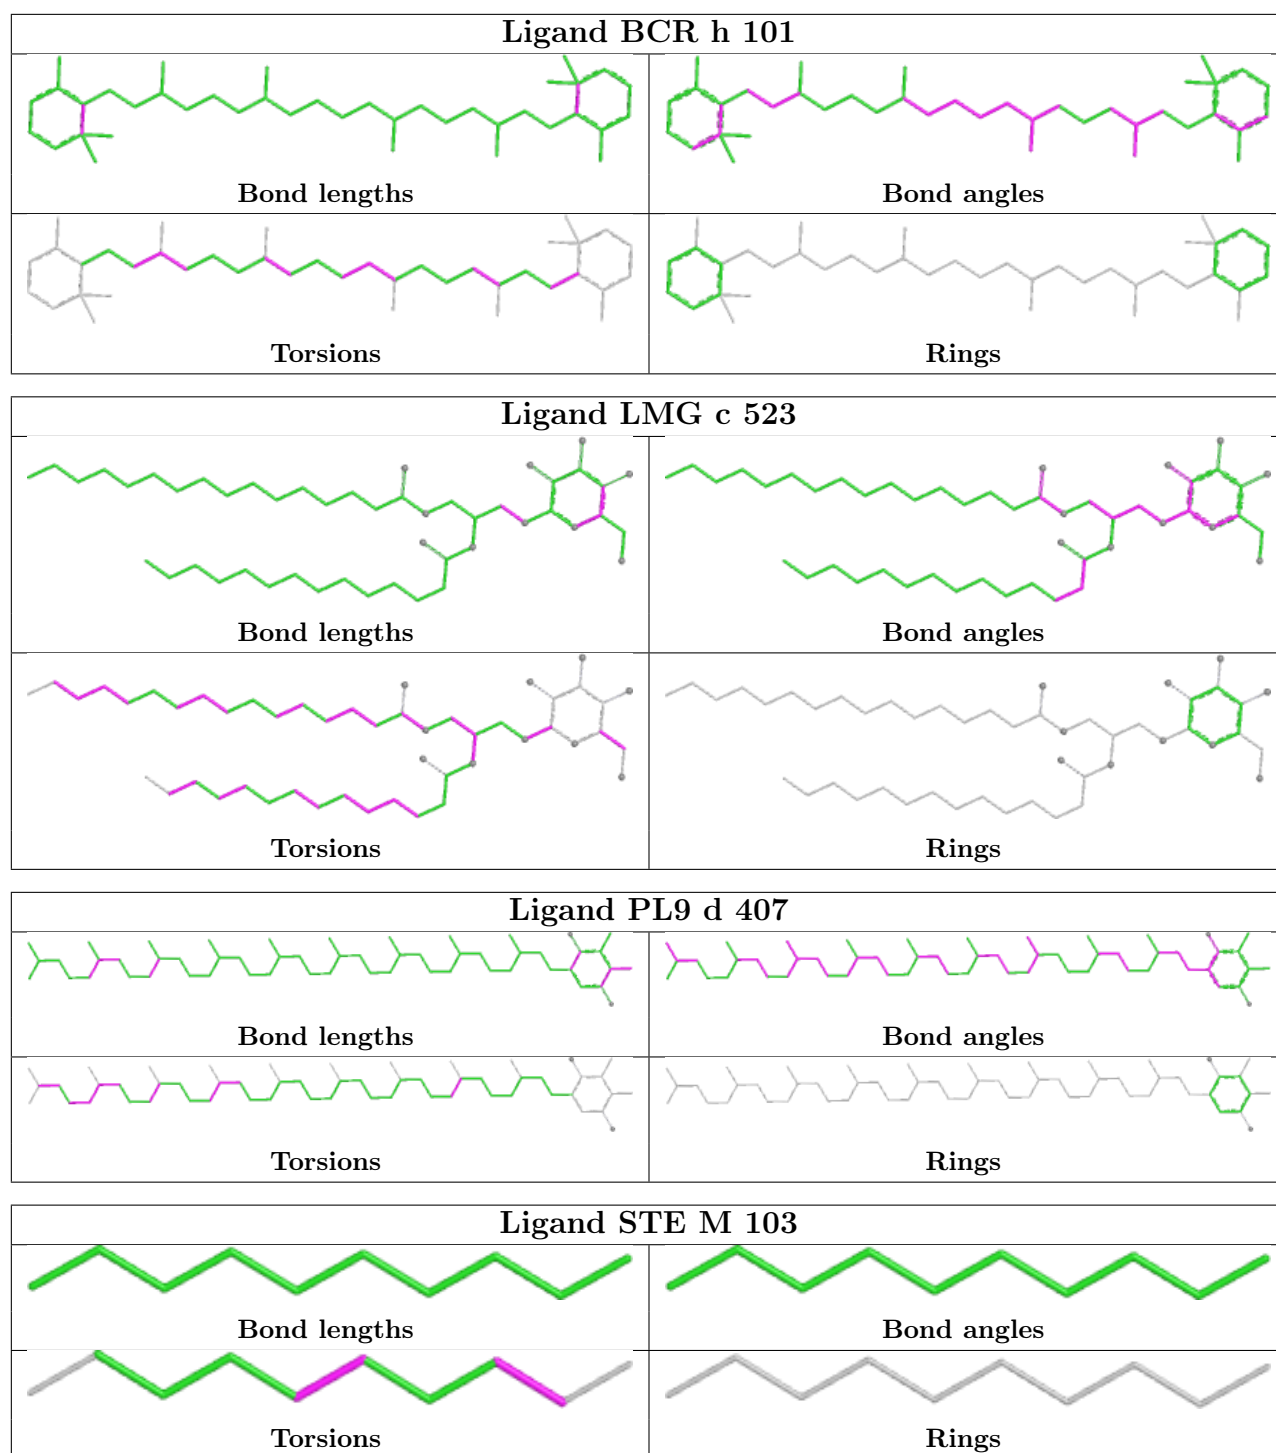 Ligand BCR h 101
Bond lengths
Bond angles
Torsions
Rings
Ligand LMG c 523
Bond lengths
Bond angles
Torsions
Rings
Ligand PL9 d 407
Bond lengths
Bond angles
Torsions
Rings
Ligand STE M 103
Bond lengths
Bond angles
Torsions
Rings